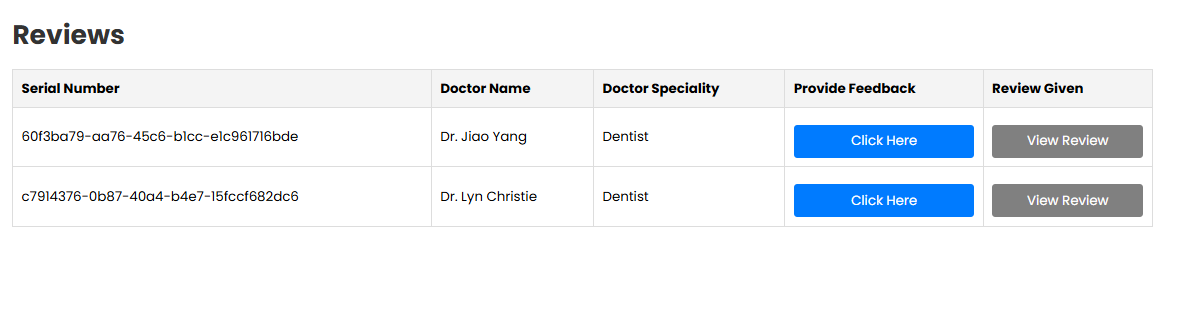 Reviews
Serial Number Doctor Name Doctor Speciality Provide Feedback Review Given
60f3ba79-aa76-45c6-b1cc-e1c961716bde Dr. Jiao Yang Dentist Click Here View Review
c7914376-0b87-40a4-b4e7-15fccf682dc6 Dr. Lyn Christie Dentist Click Here View Review